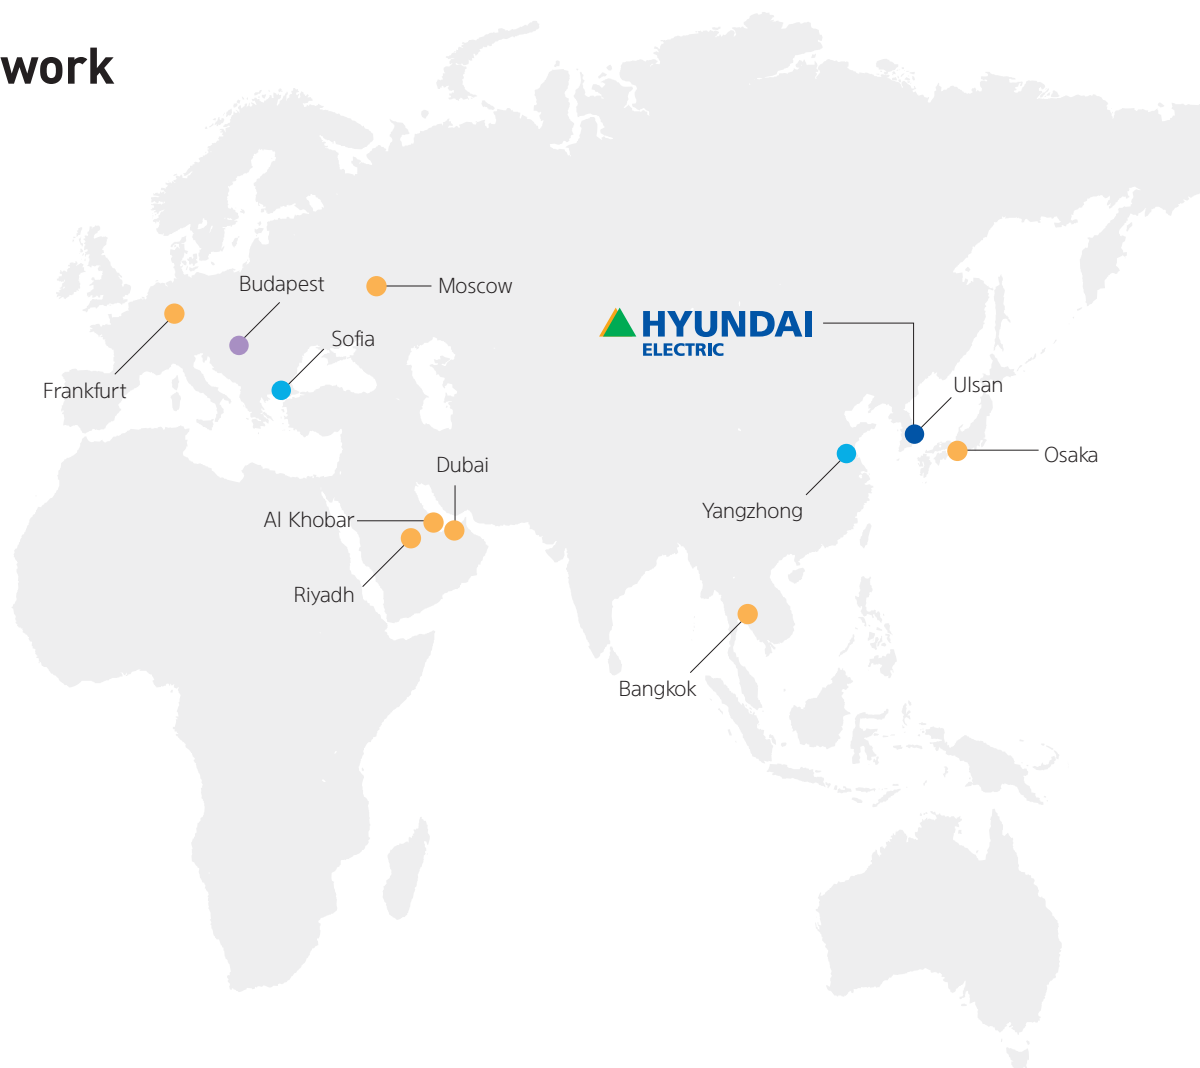 work
Budapest
Moscow
Sofia
Frankfurt
HYUNDAI
ELECTRIC
Ulsan
Osaka
Yangzhong
Dubai
Al Khobar
Riyadh
Bangkok